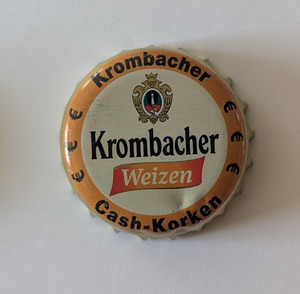 Krombacher
€ € €
€ € €
Krombacher
Weizen
Cash-Korken